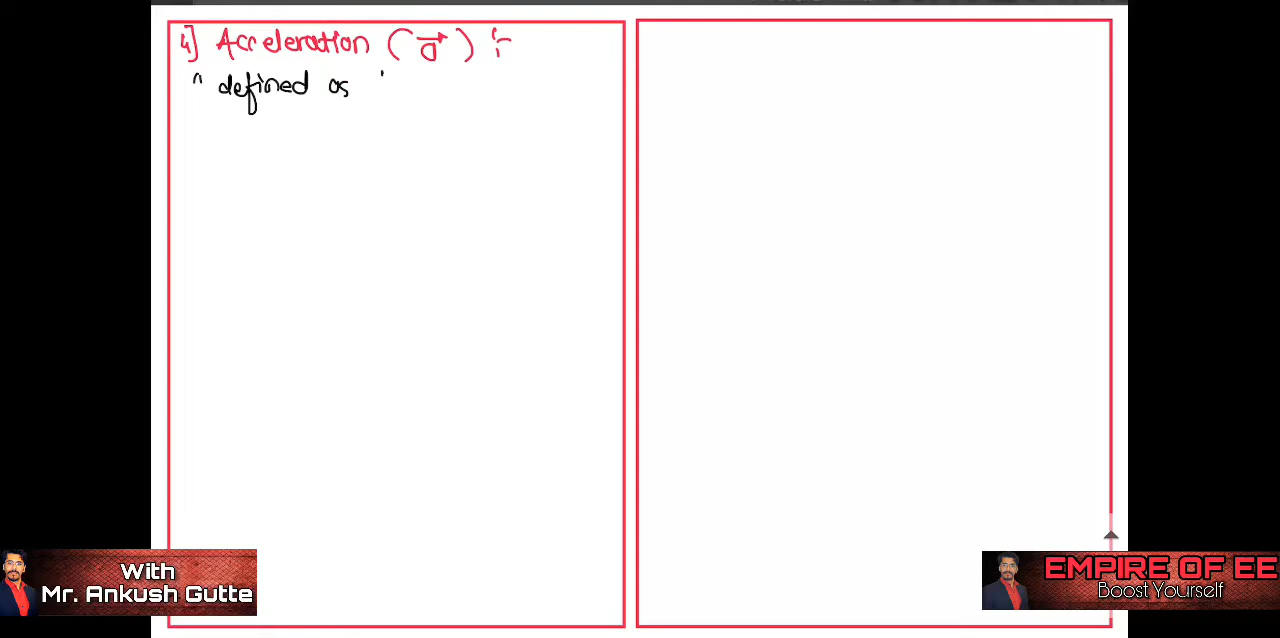 4] Acceleration (a⃗) :-
" defined as '
With
Mr. Ankush Gutte
EMPIRE OF EE
Boost Yourself